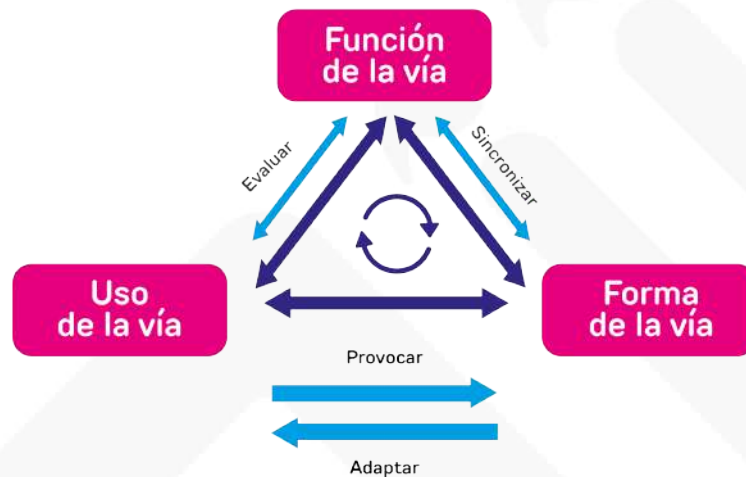 Función
de la vía
Evaluar
Sincronizar
Uso
de la vía
Forma
de la vía
Provocar
Adaptar